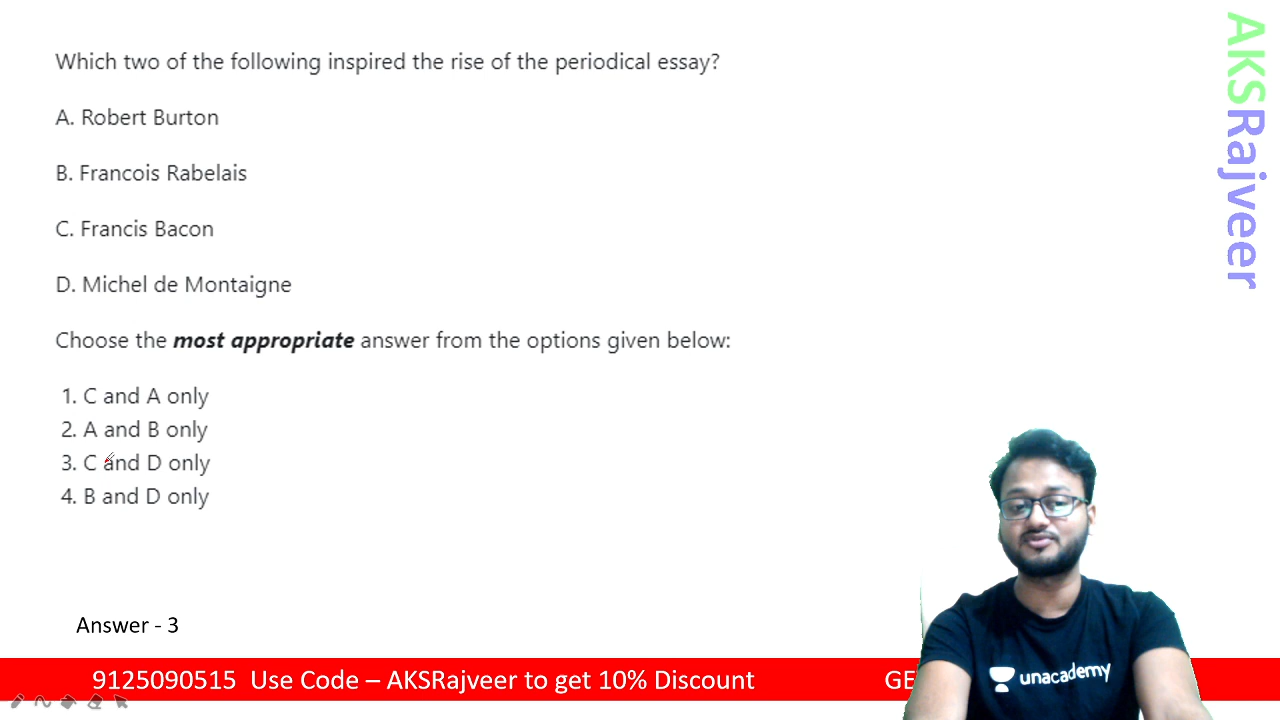 Which two of the following inspired the rise of the periodical essay?
A. Robert Burton
B. Francois Rabelais
C. Francis Bacon
D. Michel de Montaigne
Choose the most appropriate answer from the options given below:
1. C and A only
2. A and B only
3. C and D only
4. B and D only
Answer - 3
9125090515 Use Code – AKSRajveer to get 10% Discount
GE
AKSRajveer
unacademy